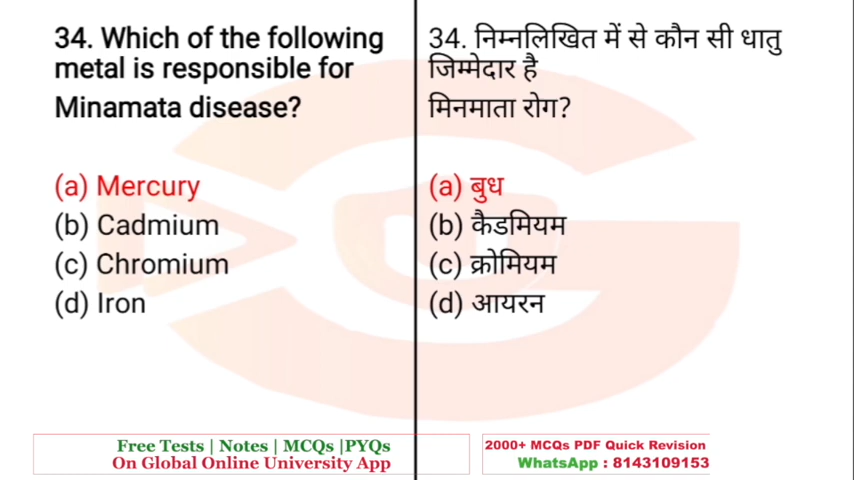 34. Which of the following
metal is responsible for
Minamata disease?
(a) Mercury
(b) Cadmium
(c) Chromium
(d) Iron
34. निम्नलिखित में से कौन सी धातु
जिम्मेदार है
मिनमाता रोग?
(a) बुध
(b) कैडमियम
(c) क्रोमियम
(d) आयरन
Free Tests | Notes | MCQs |PYQs
On Global Online University App
2000+ MCQs PDF Quick Revision
WhatsApp : 8143109153